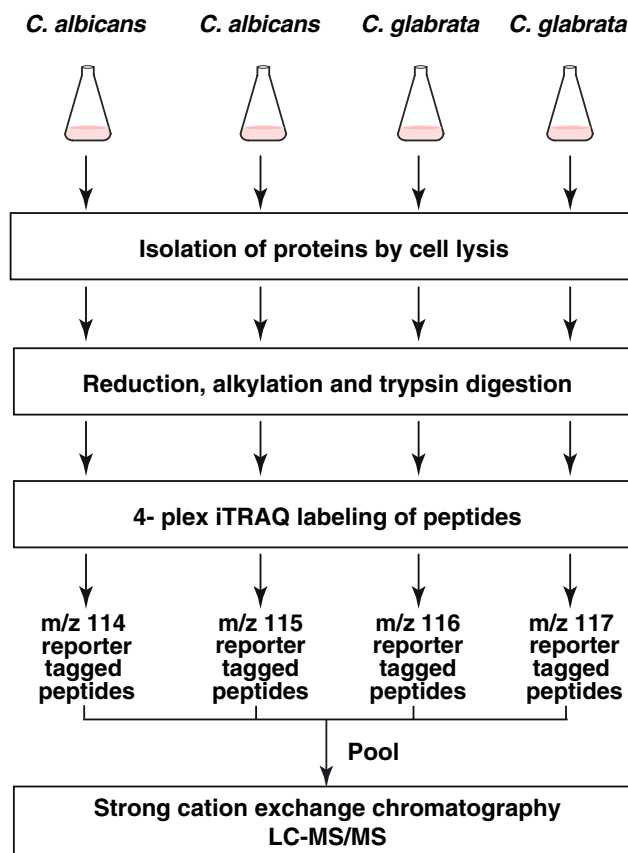 C. albicans C. albicans C. glabrata C. glabrata
Isolation of proteins by cell lysis
Reduction, alkylation and trypsin digestion
4- plex iTRAQ labeling of peptides
m/z 114
reporter
tagged
peptides
m/z 115
reporter
tagged
peptides
m/z 116
reporter
tagged
peptides
m/z 117
reporter
tagged
peptides
Pool
Strong cation exchange chromatography
LC-MS/MS